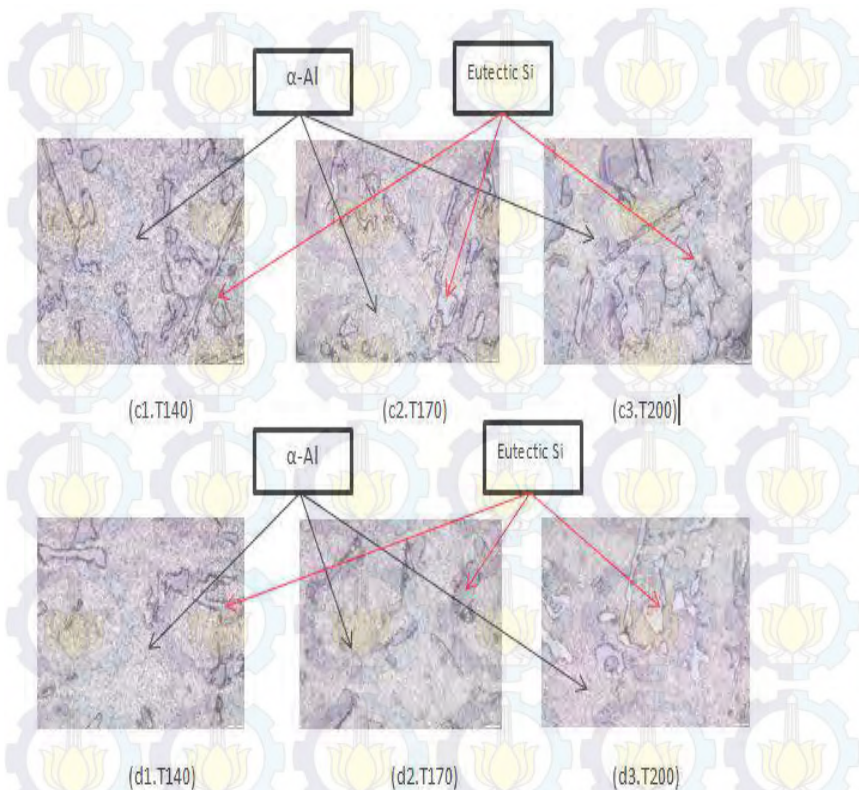 α-Al
Eutectic Si
(c1.T140)
(c2.T170)
(c3.T200)
α-Al
Eutectic Si
(d1.T140)
(d2.T170)
(d3.T200)